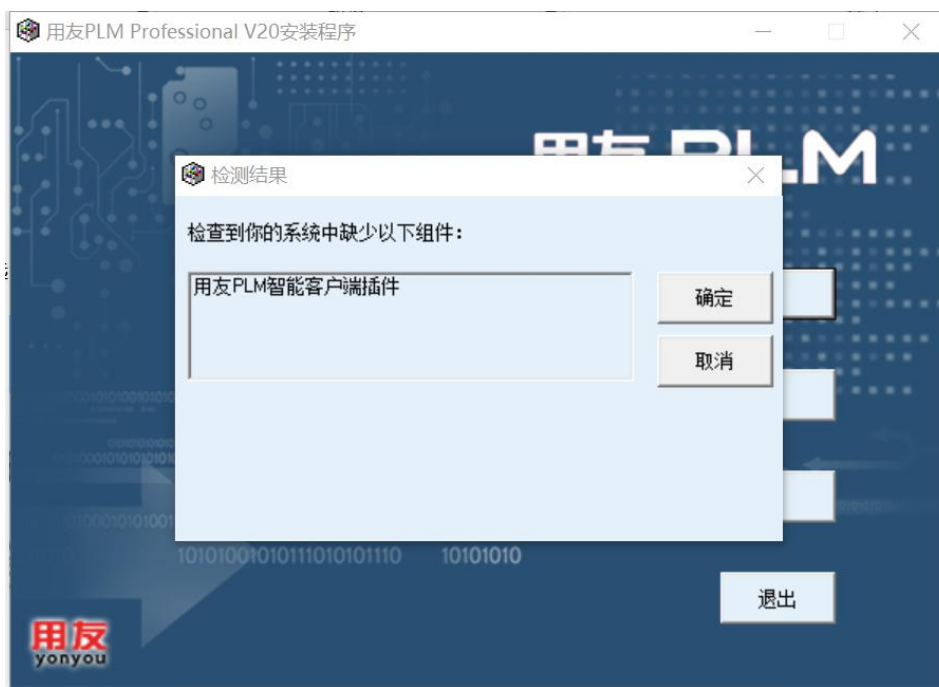 用友PLM Professional V20安装程序
用友PLM
检测结果
检查到你的系统中缺少以下组件：
用友PLM智能客户端插件
确定
取消
10101001010111010101110 10101010
退出
用友
yonyou